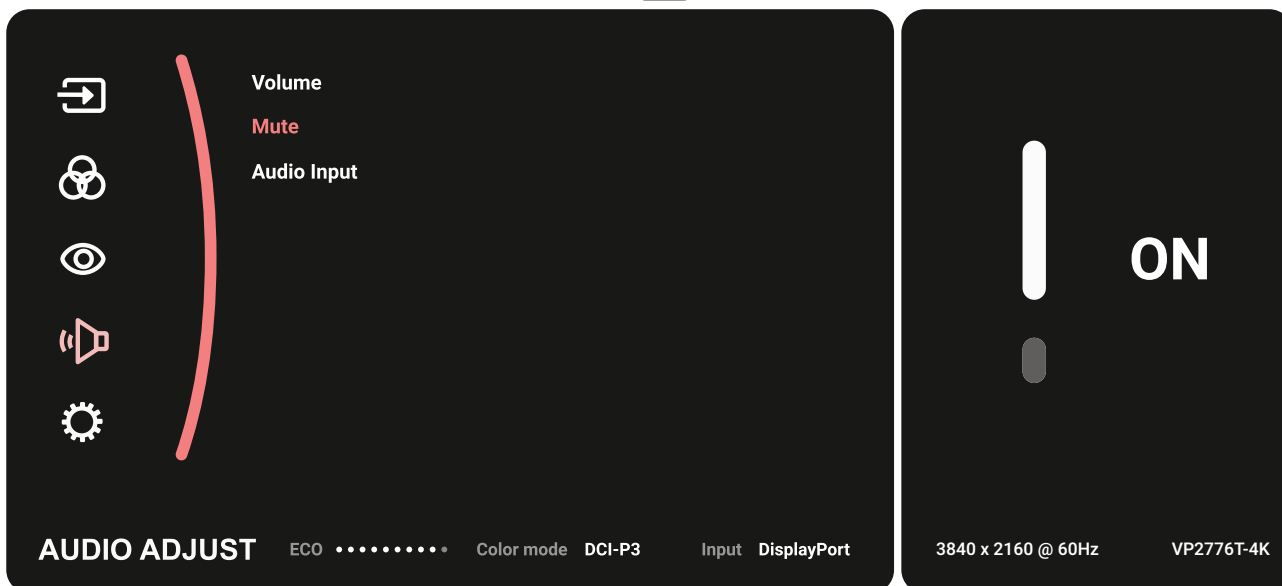 Volume
Mute
Audio Input
ON
AUDIO ADJUST ECO Color mode DCI-P3 Input DisplayPort 3840 x 2160 @ 60Hz VP2776T-4K